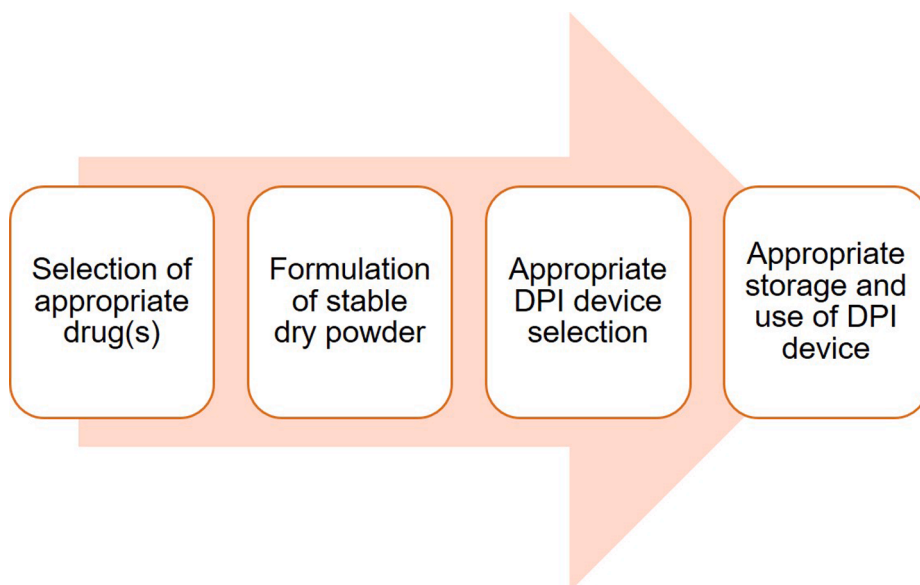 Selection of
appropriate
drug(s)
Formulation
of stable
dry powder
Appropriate
DPI device
selection
Appropriate
storage and
use of DPI
device